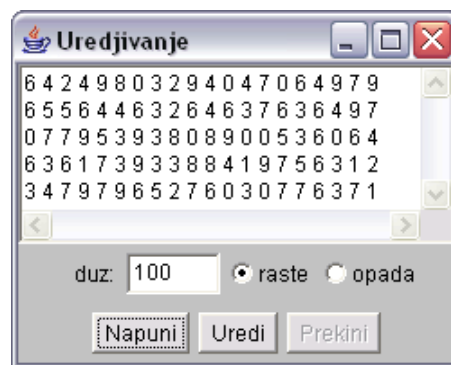 Uredjivanje
6 4 2 4 9 8 0 3 2 9 4 0 4 7 0 6 4 9 7 9
6 5 5 6 4 4 6 3 2 6 4 6 3 7 6 3 6 4 9 7
0 7 7 9 5 3 9 3 8 0 8 9 0 0 5 3 6 0 6 4
6 3 6 1 7 3 9 3 3 8 8 4 1 9 7 5 6 3 1 2
3 4 7 9 7 9 6 5 2 7 6 0 3 0 7 7 6 3 7 1
duz: 100 raste opada
Napuni Uredi Prekini